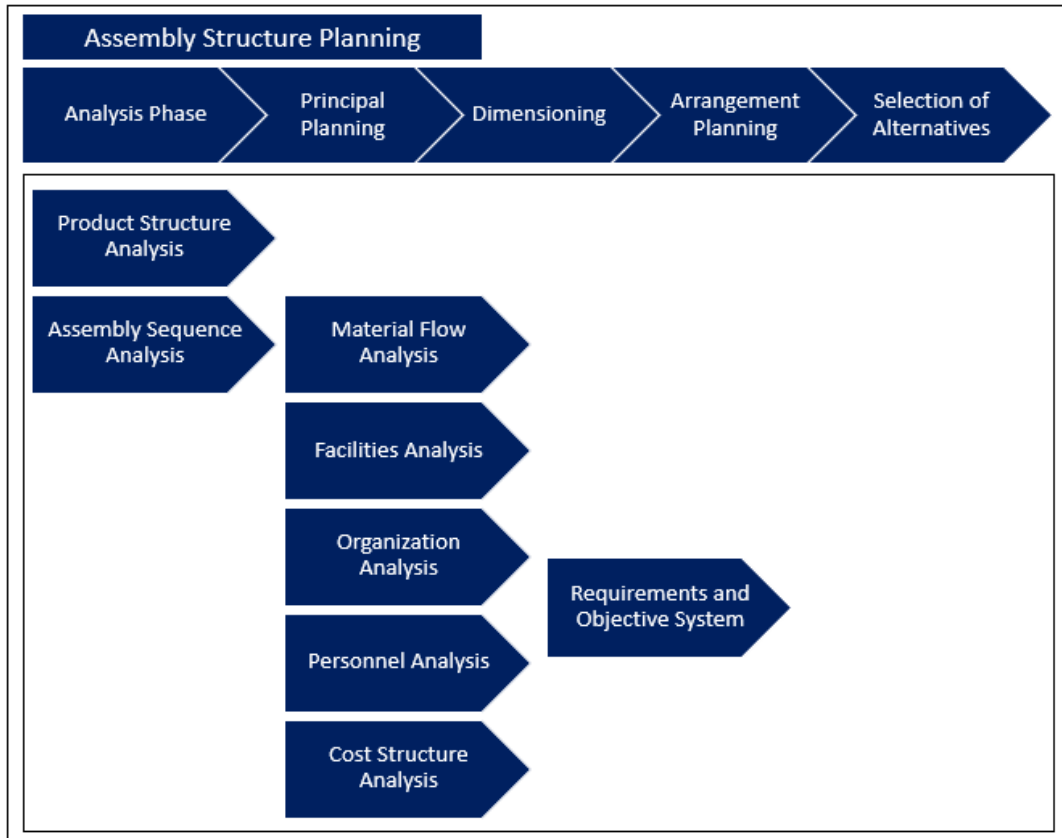 Assembly Structure Planning
Analysis Phase
Principal
Planning
Dimensioning
Arrangement
Planning
Selection of
Alternatives
Product Structure
Analysis
Assembly Sequence
Analysis
Material Flow
Analysis
Facilities Analysis
Organization
Analysis
Personnel Analysis
Cost Structure
Analysis
Requirements and
Objective System